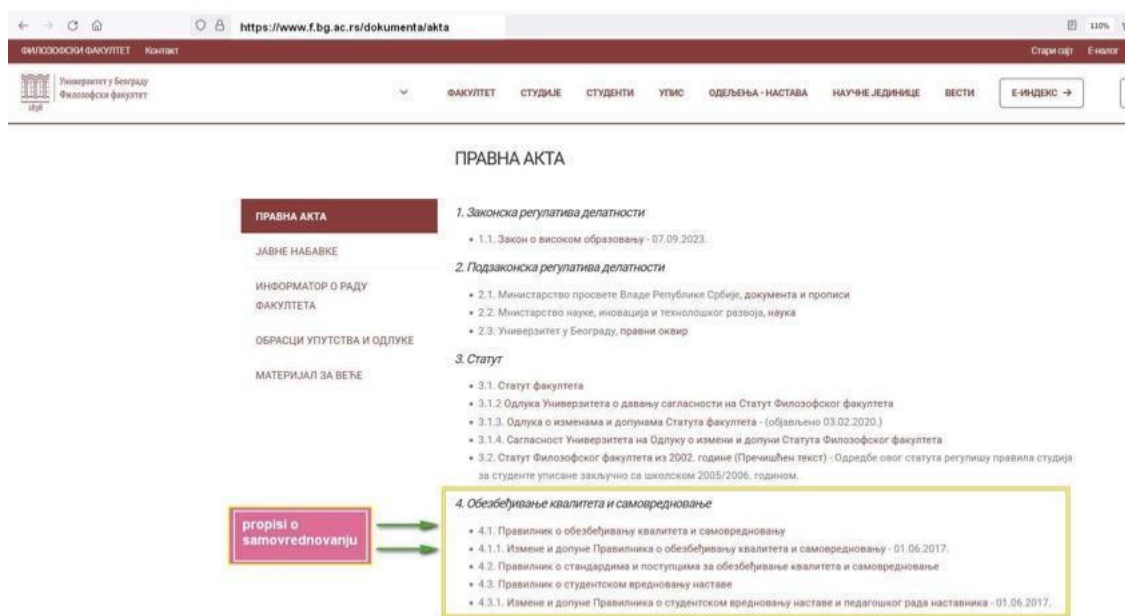 https://www.f.bg.ac.rs/dokumenta/akta
110%
ФИЛОЗОФСКИ ФАКУЛТЕТ Контакт Стари сајт Е-налог
Универзитет у Београду
Филозофски факултет
1838
ФАКУЛТЕТ СТУДИЈЕ СТУДЕНТИ УПИС ОДЕЉЕЊА - НАСТАВА НАУЧНЕ ЈЕДИНИЦЕ ВЕСТИ Е-ИНДЕКС →
ПРАВНА АКТА
ПРАВНА АКТА
ЈАВНЕ НАБАВКЕ
ИНФОРМАТОР О РАДУ
ФАКУЛТЕТА
ОБРАСЦИ УПУТСТВА И ОДЛУКЕ
МАТЕРИЈАЛ ЗА ВЕЋЕ
1. Законска регулатива делатности
1.1. Закон о високом образовању - 07.09.2023.
2. Подзаконска регулатива делатности
2.1. Министарство просвете Владе Републике Србије, документа и прописи
2.2. Мнистарство науке, иновација и технолошког развоја, наука
2.3. Универзитет у Београду, правни оквир
3. Статут
3.1. Статут факултета
3.1.2 Одлука Универзитета о давању сагласности на Статут Филозофског факултета
3.1.3. Одлука о изменама и допунама Статута факултета - (објављено 03.02.2020.)
3.1.4. Сагласност Универзитета на Одлуку о измени и допуни Статута Филозофског факултета
3.2. Статут Филозофског факултета из 2002. године (Пречишћен текст) - Одредбе овог статута регулишу правила студија
за студенте уписане закључно са школском 2005/2006. годином.
4. Обезбеђивање квалитета и самовредновање
4.1. Правилник о обезбеђивању квалитета и самовредновању
4.1.1. Измене и допуне Правилника о обезбеђивању квалитета и самовредновању - 01.06.2017.
4.2. Правилник о стандардима и поступцима за обезбеђивање квалитета и самовредновање
4.3. Правилник о студентском вредновању наставе
4.3.1. Измене и допуне Правилника о студентском вредновању наставе и педагошког рада наставника - 01.06.2017.
propisi o
samovrednovanju